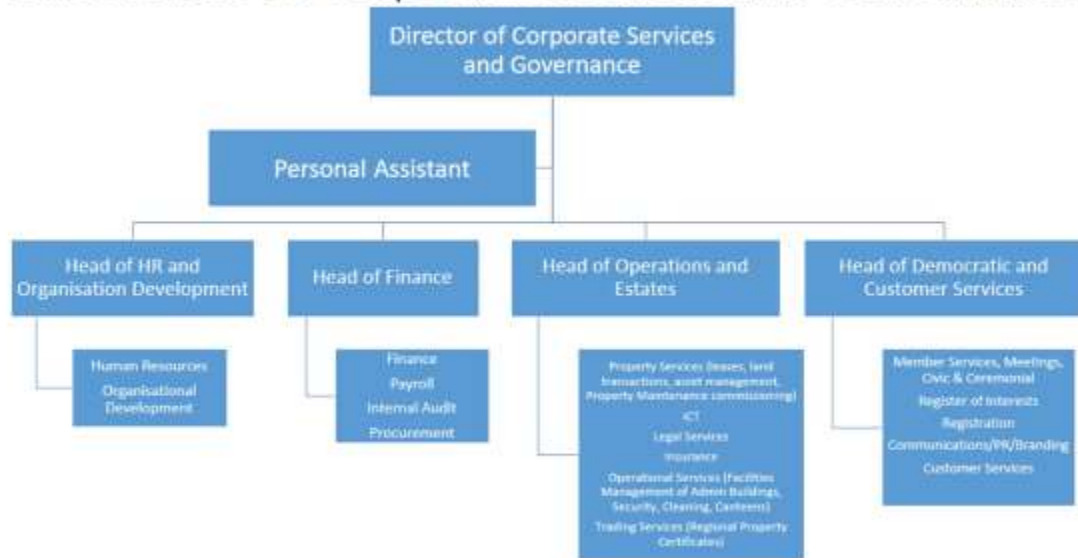 Director of Corporate Services
and Governance
Personal Assistant
Head of HR and
Organisation Development
Head of Finance
Head of Operations and
Estates
Head of Democratic and
Customer Services
Human Resources
Organisational
Development
Finance
Payroll
Internal Audit
Procurement
Property Services (leases, land
transactions, asset management,
Property Maintenance commissioning)
ICT
Legal Services
Insurance
Operational Services (Facilities
Management of Admin Buildings,
Security, Cleaning, Canteens)
Trading Services (Regional Property
Certificates)
Member Services, Meetings,
Civic & Ceremonial
Register of Interests
Registration
Communications/PR/Branding
Customer Services